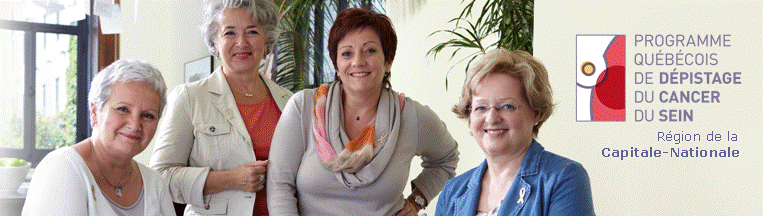 PROGRAMME
QUÉBÉCOIS
DE DÉPISTAGE
DU CANCER
DU SEIN
Région de la
Capitale-Nationale